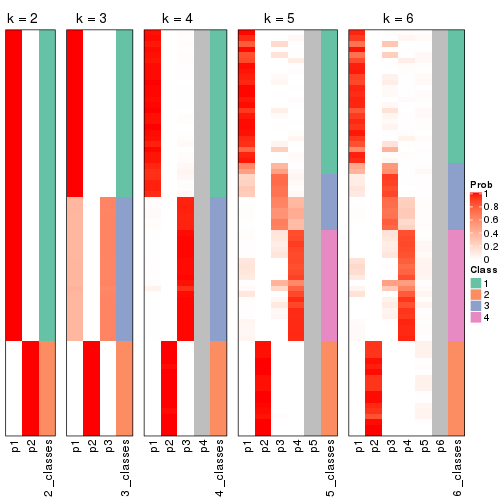 k = 2
k = 3
k = 4
k = 5
k = 6
p1
p2
2_classes
p1
p2
p3
3_classes
p1
p2
p3
p4
4_classes
p1
p2
p3
p4
p5
5_classes
p1
p2
p3
p4
p5
p6
6_classes
Prob
1
0.8
0.6
0.4
0.2
0
Class
1
2
3
4